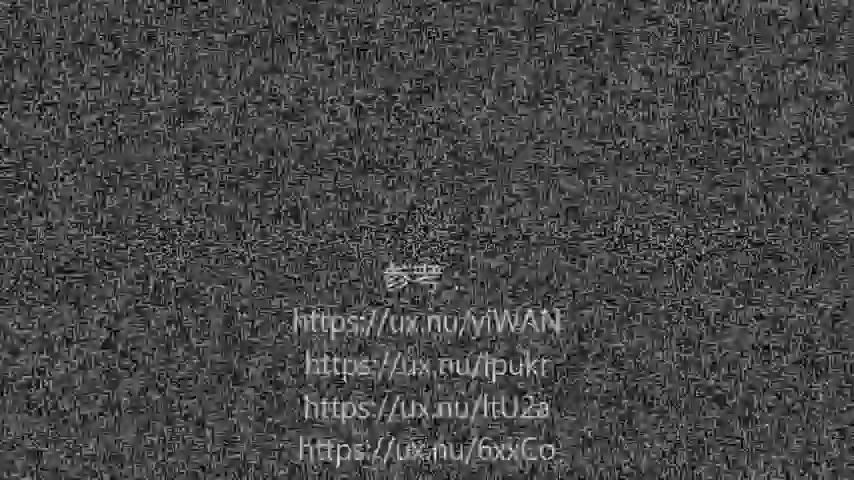 参考
https://ux.nu/yiWAN
https://ux.nu/lpukr
https://ux.nu/ltU2a
https://ux.nu/6xxCo